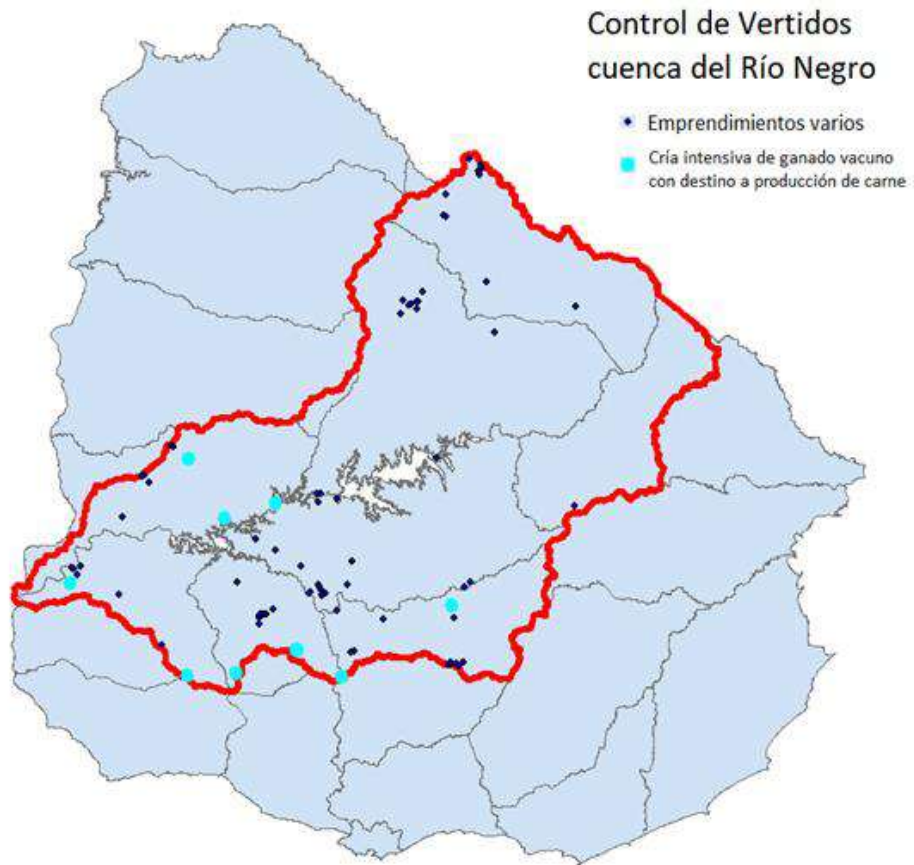 Control de Vertidos
cuenca del Río Negro
Emprendimientos varios
Cría intensiva de ganado vacuno
con destino a producción de carne